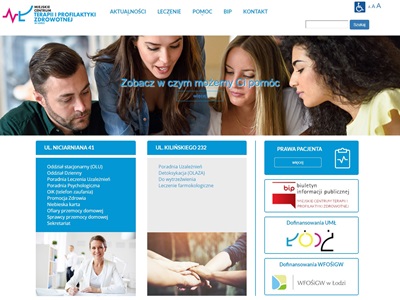 MIEJSKIE
CENTRUM
TERAPII I PROFILAKTYKI
ZDROWOTNEJ
AKTUALNOŚCI LECZENIE POMOC BIP KONTAKT
A A A
Szukaj
Zobacz w czym możemy Ci pomóc
UL. NICIARNIANA 41
Oddział stacjonarny (OLU)
Oddział Dzienny
Poradnia Leczenia Uzależnień
Poradnia Psychologiczna
OIK (telefon zaufania)
Promocja Zdrowia
Niebieska karta
Ofiary przemocy domowej
Sprawcy przemocy domowej
Sekretariat
UL. KILIŃSKIEGO 232
Poradnia Uzależnień
Detoksykacja (OLAZA)
Do wytrzeźwienia
Leczenie farmakologiczne
PRAWA PACJENTA
WIĘCEJ
bip biuletyn
informacji publicznej
MIEJSKIE CENTRUM TERAPII I
PROFILAKTYKI ZDROWOTNEJ
Dofinansowania UMŁ
Dofinansowania WFOŚIGW
WFOŚiGW w Łodzi